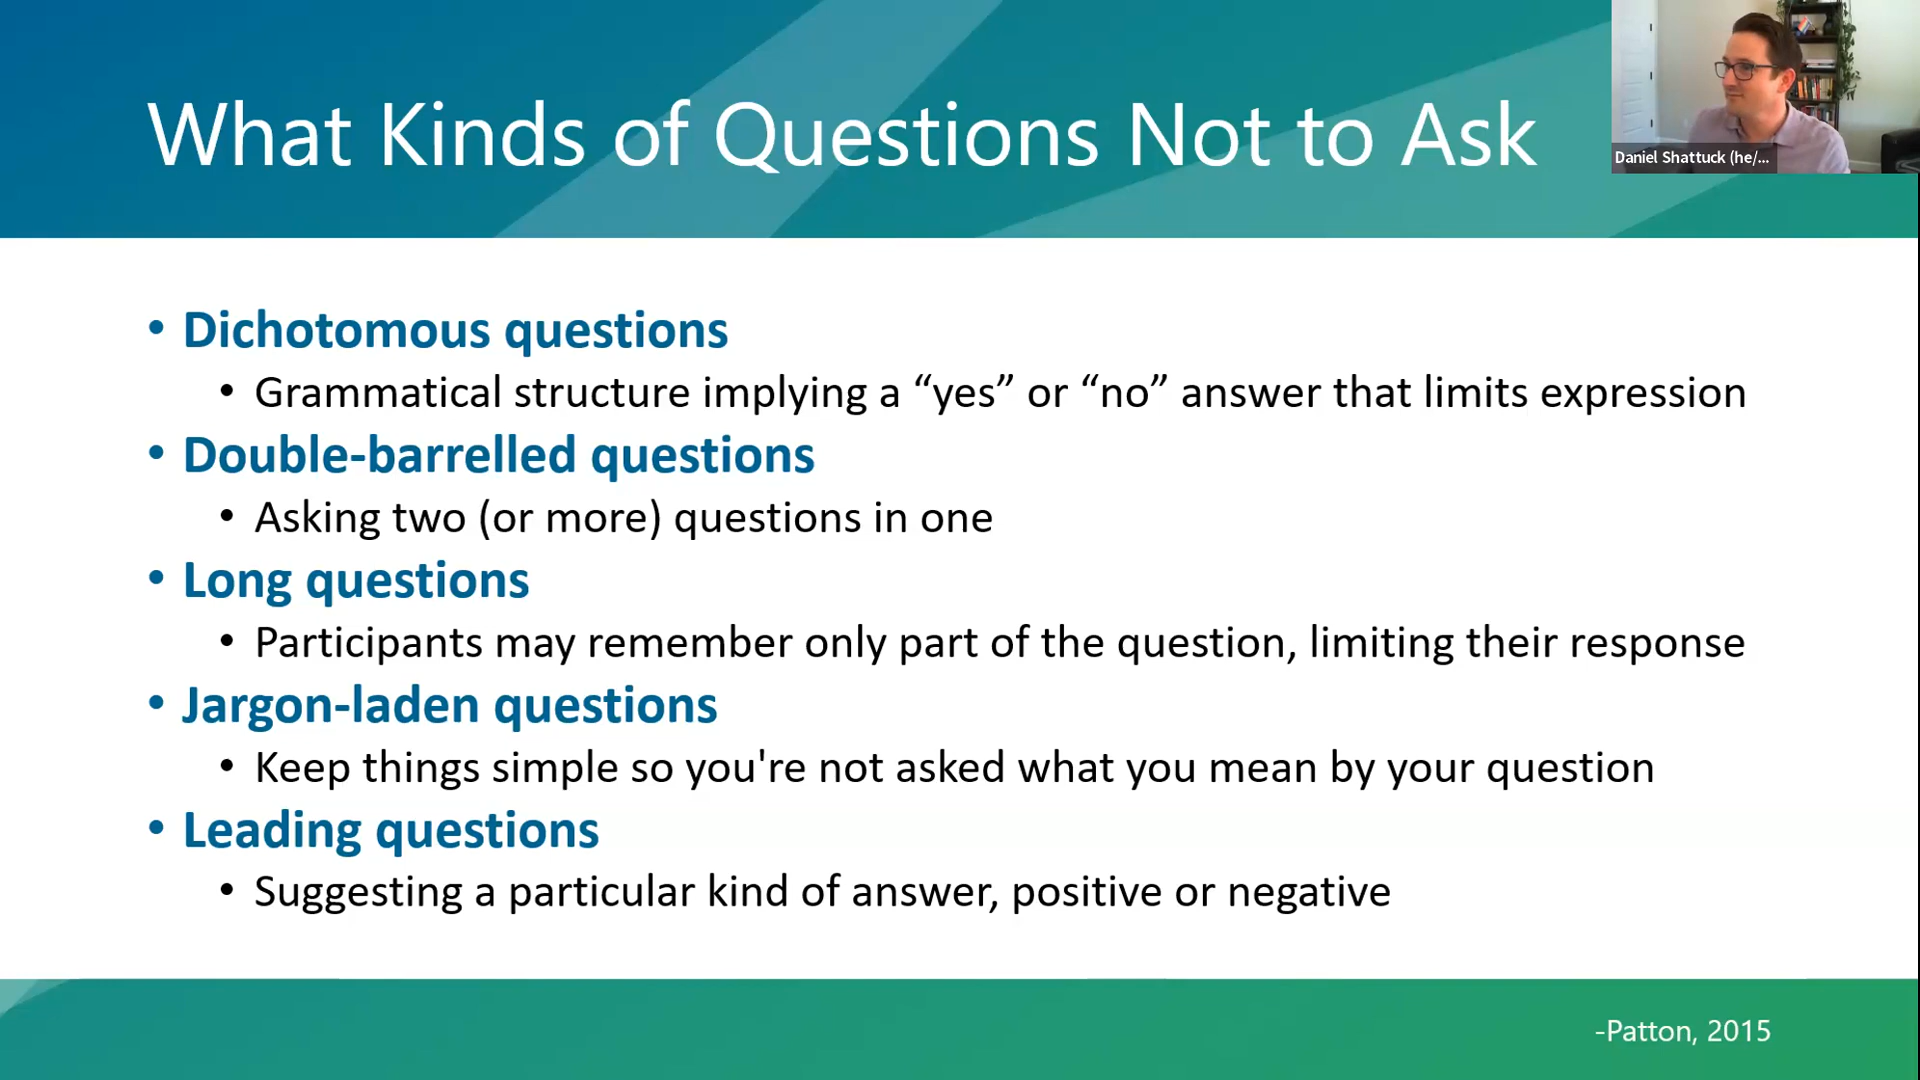 What Kinds of Questions Not to Ask
Daniel Shattuck (he/...
• Dichotomous questions
• Grammatical structure implying a “yes” or “no” answer that limits expression
• Double-barrelled questions
• Asking two (or more) questions in one
• Long questions
• Participants may remember only part of the question, limiting their response
• Jargon-laden questions
• Keep things simple so you're not asked what you mean by your question
• Leading questions
• Suggesting a particular kind of answer, positive or negative
-Patton, 2015